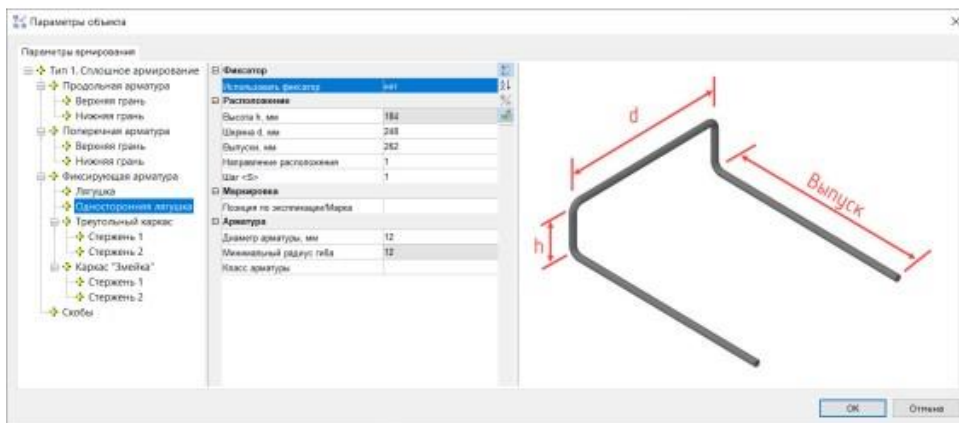 Параметры объекта
Параметры армирования
Тип 1. Сплошное армирование
Продольная арматура
Верхняя грань
Нижняя грань
Поперечная арматура
Верхняя грань
Нижняя грань
Фиксирующая арматура
Лягушка
Односторонняя лягушка
Треугольный каркас
Стержень 1
Стержень 2
Каркас "Змейка"
Стержень 1
Стержень 2
Скобы
Фиксатор
Использовать фиксатор нет
Расположение
Высота h, мм 184
Ширина d, мм 248
Выпуски, мм 262
Направление расположения 1
Шаг <S> 1
Маркировка
Позиция по экспликации/Марка
Арматура
Диаметр арматуры, мм 12
Минимальный радиус гиба 12
Класс арматуры
d
Выпуск
h
OK Отмена